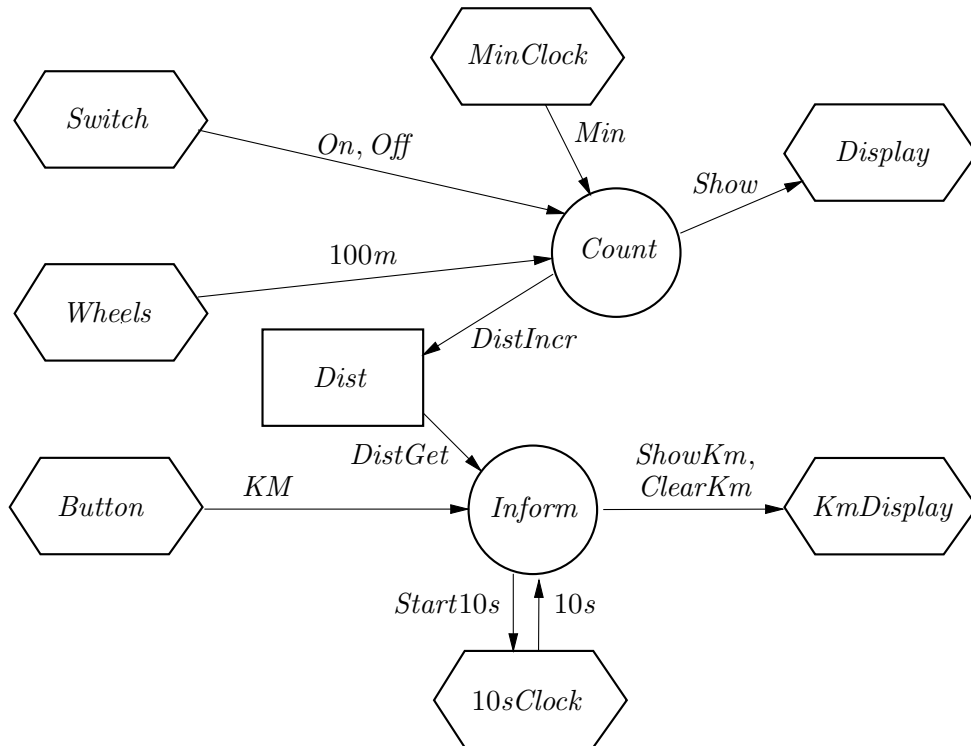 MinClock
Switch
Min
On, Off
Display
Show
Count
100m
Wheels
DistIncr
Dist
DistGet
ShowKm,
ClearKm
KM
Button
Inform
KmDisplay
Start10s
10s
10sClock